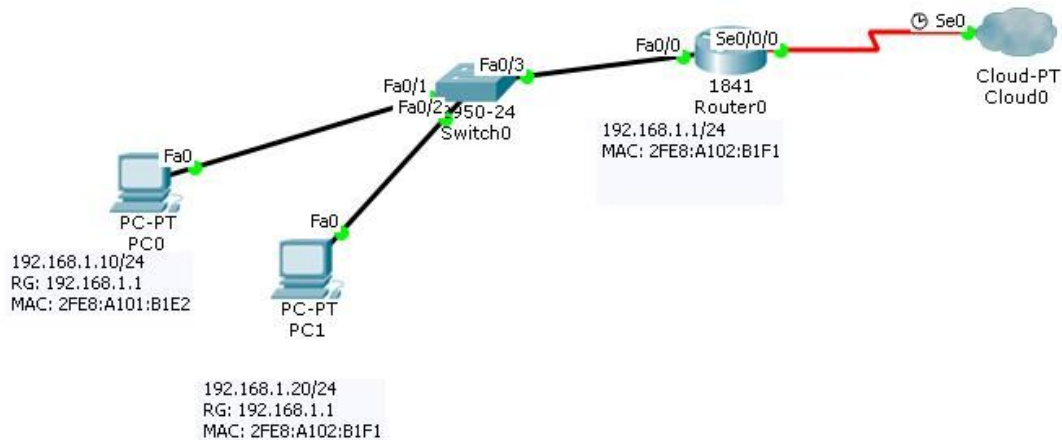 Fa0/0
Se0/0/0
Se0
Fa0/3
Fa0/1
Fa0/2
2950-24
Switch0
1841
Router0
192.168.1.1/24
MAC: 2FE8:A102:B1F1
Cloud-PT
Cloud0
Fa0
PC-PT
PC0
192.168.1.10/24
RG: 192.168.1.1
MAC: 2FE8:A101:B1E2
Fa0
PC-PT
PC1
192.168.1.20/24
RG: 192.168.1.1
MAC: 2FE8:A102:B1F1